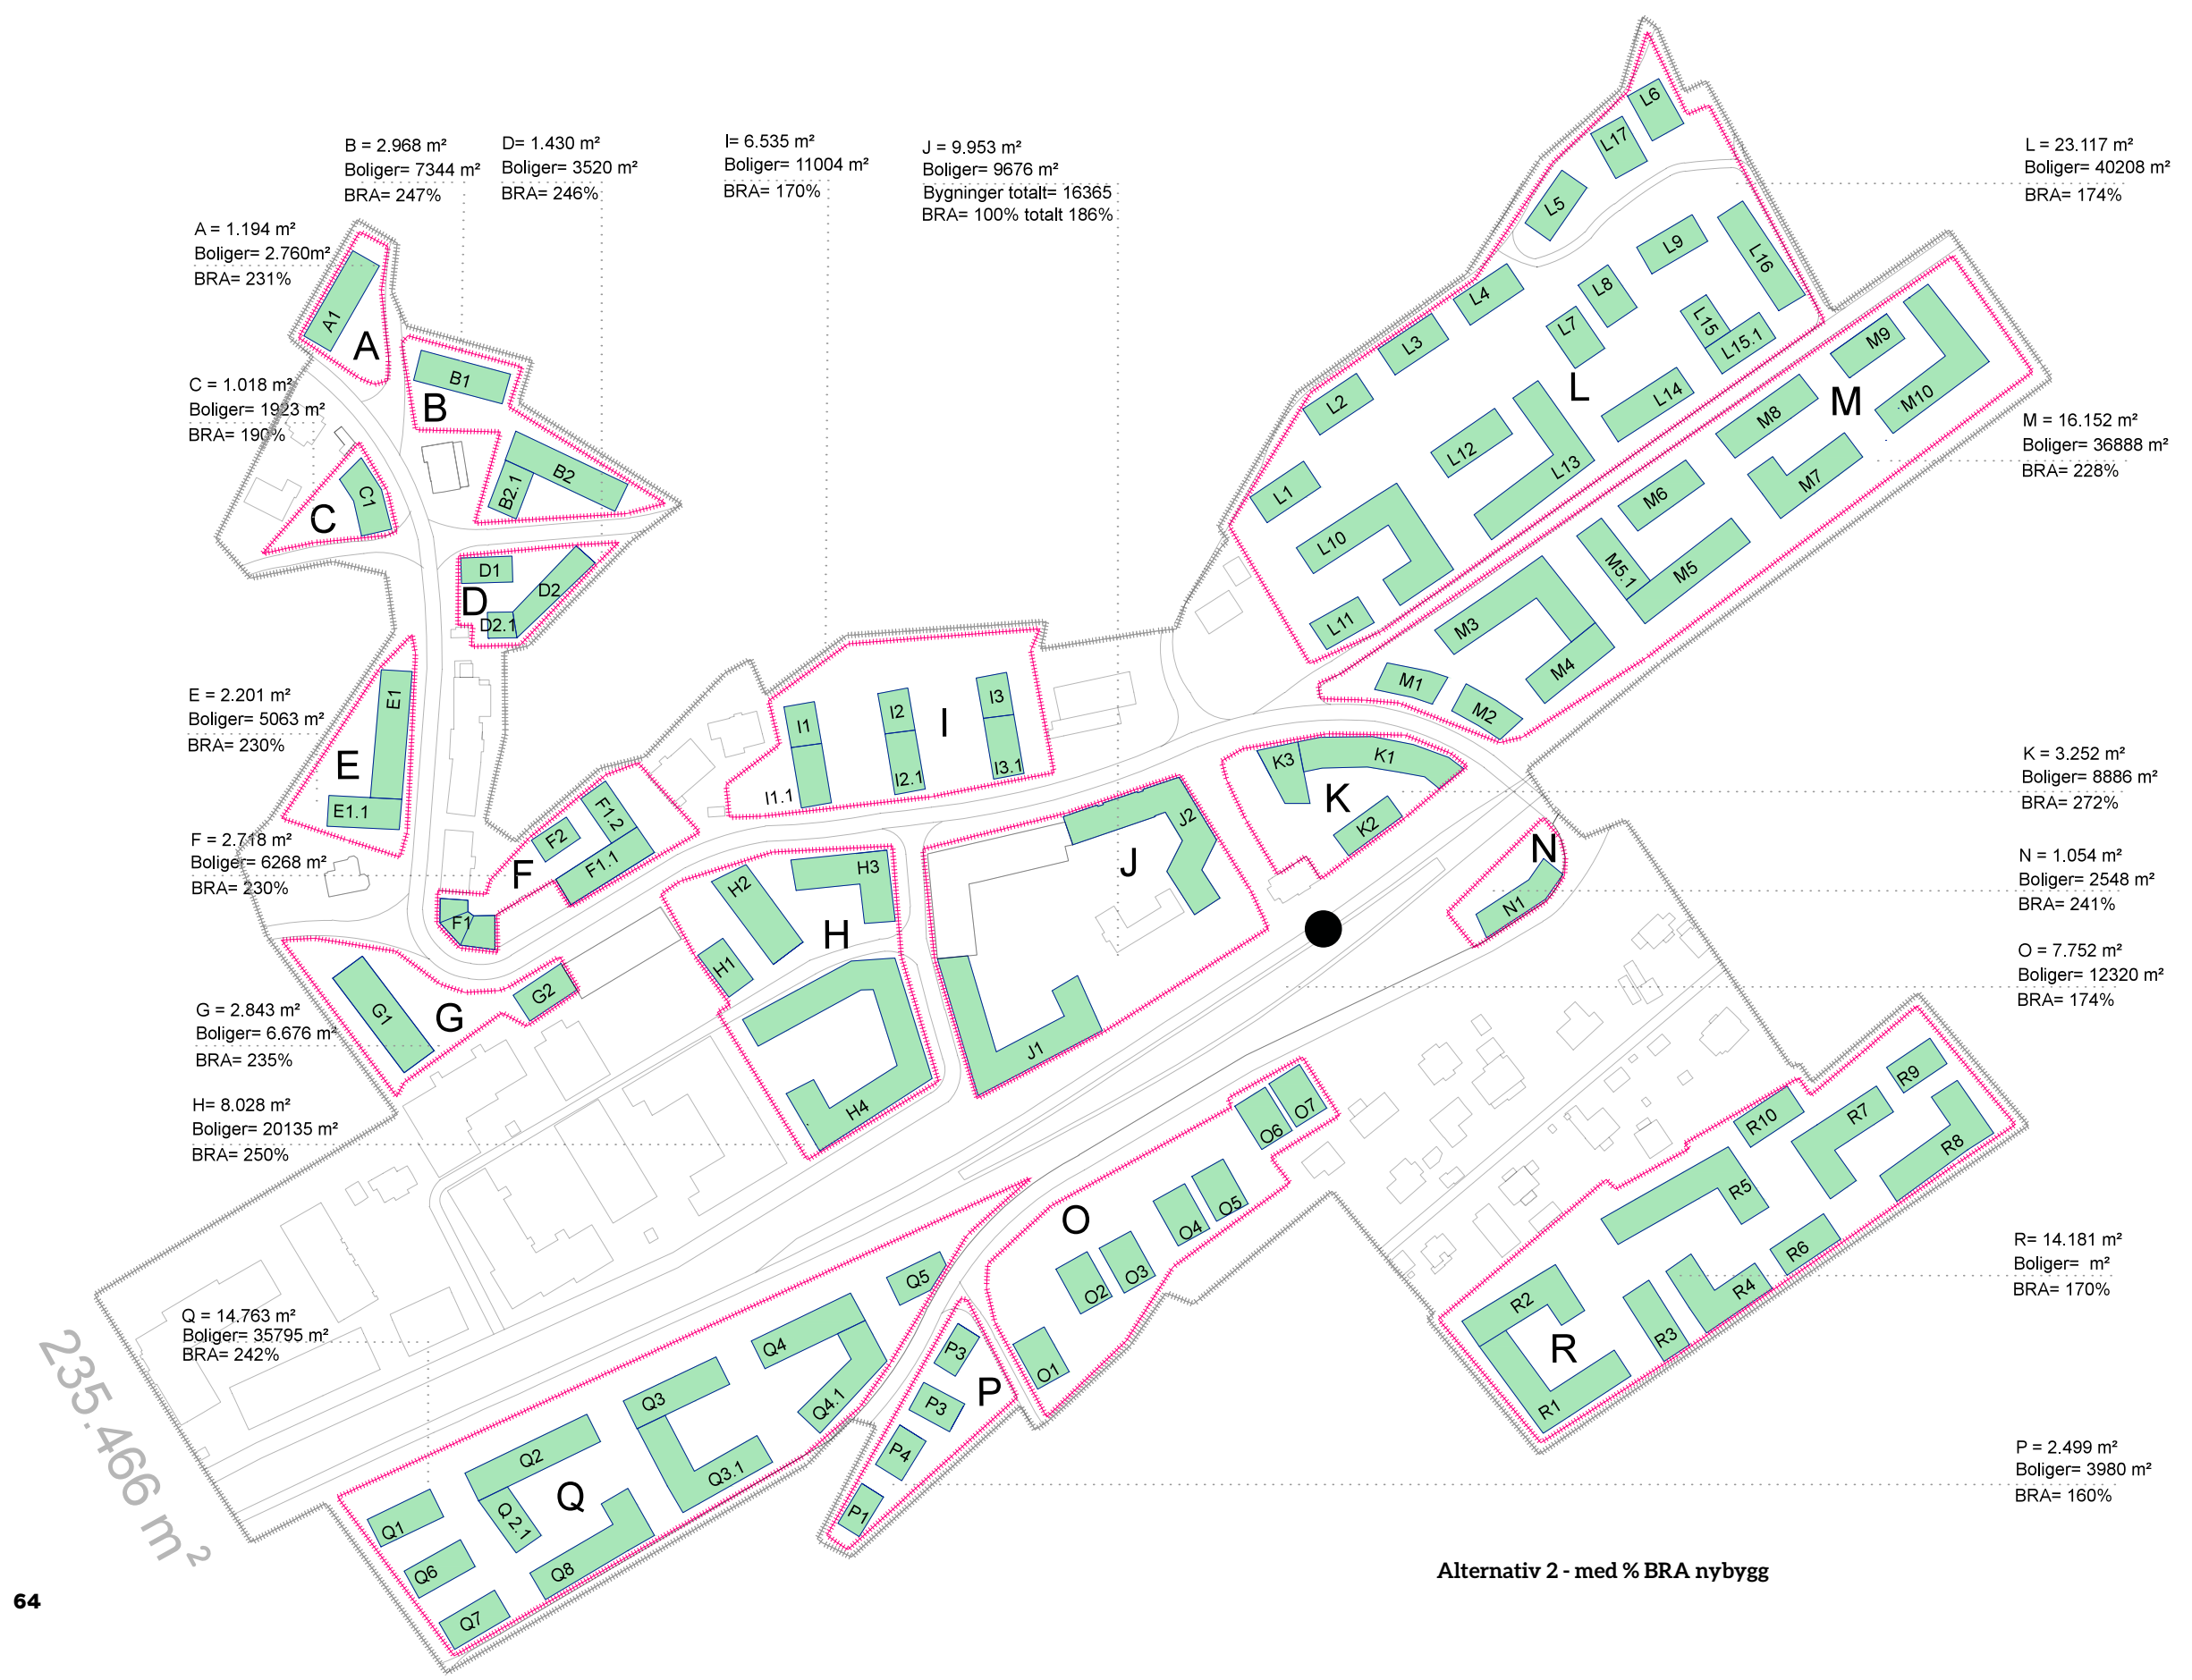 B = 2.968 m²
Boliger= 7344 m²
BRA= 247%
D= 1.430 m²
Boliger= 3520 m²
BRA= 246%
I= 6.535 m²
Boliger= 11004 m²
BRA= 170%
J = 9.953 m²
Boliger= 9676 m²
Bygninger totalt= 16365
BRA= 100% totalt 186%
L = 23.117 m²
Boliger= 40208 m²
BRA= 174%
A = 1.194 m²
Boliger= 2.760m²
BRA= 231%
C = 1.018 m²
Boliger= 1923 m²
BRA= 190%
M = 16.152 m²
Boliger= 36888 m²
BRA= 228%
E = 2.201 m²
Boliger= 5063 m²
BRA= 230%
K = 3.252 m²
Boliger= 8886 m²
BRA= 272%
F = 2.718 m²
Boliger= 6268 m²
BRA= 230%
N = 1.054 m²
Boliger= 2548 m²
BRA= 241%
O = 7.752 m²
Boliger= 12320 m²
BRA= 174%
G = 2.843 m²
Boliger= 6.676 m²
BRA= 235%
H= 8.028 m²
Boliger= 20135 m²
BRA= 250%
R= 14.181 m²
Boliger= m²
BRA= 170%
Q = 14.763 m²
Boliger= 35795 m²
BRA= 242%
P = 2.499 m²
Boliger= 3980 m²
BRA= 160%
A1
A
B1
B
B2
B2.1
C1
C
D1
D
D2
D2.1
E1
E
E1.1
F1.2
F2
F1.1
F
F1
G1
G2
G
H2
H3
H
H1
H4
I1
I2
I3
I
I1.1
I2.1
I3.1
J2
J
J1
K3
K1
K
K2
L6
L17
L5
L9
L16
L4
L8
L7
L15
L15.1
L3
L
L2
L14
L12
L13
L1
L10
L11
M9
M10
M
M8
M7
M6
M5.1
M5
M3
M4
M1
M2
N
N1
O7
O6
O5
O4
O
O3
O2
O1
P3
P
P3
P4
P1
Q5
Q4
Q4.1
Q3
Q3.1
Q2
Q2.1
Q
Q1
Q6
Q8
Q7
R9
R10
R7
R8
R5
R6
R4
R2
R3
R
R1
235.466 m²
Alternativ 2 - med % BRA nybygg
64